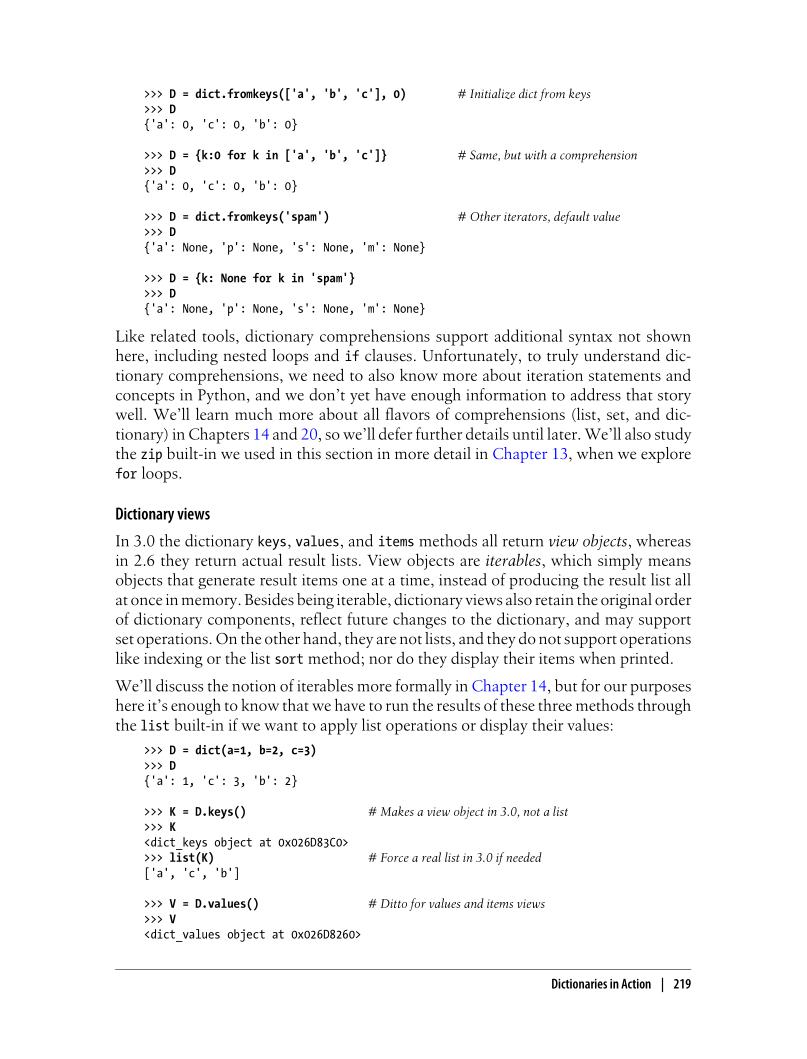 >>> D = dict.fromkeys(['a', 'b', 'c'], 0) # Initialize dict from keys
>>> D
{'a': 0, 'c': 0, 'b': 0}
>>> D = {k:0 for k in ['a', 'b', 'c']} # Same, but with a comprehension
>>> D
{'a': 0, 'c': 0, 'b': 0}
>>> D = dict.fromkeys('spam') # Other iterators, default value
>>> D
{'a': None, 'p': None, 's': None, 'm': None}
>>> D = {k: None for k in 'spam'}
>>> D
{'a': None, 'p': None, 's': None, 'm': None}
Like related tools, dictionary comprehensions support additional syntax not shown
here, including nested loops and if clauses. Unfortunately, to truly understand dic-
tionary comprehensions, we need to also know more about iteration statements and
concepts in Python, and we don't yet have enough information to address that story
well. We'll learn much more about all flavors of comprehensions (list, set, and dic-
tionary) in Chapters 14 and 20, so we'll defer further details until later. We'll also study
the zip built-in we used in this section in more detail in Chapter 13, when we explore
for loops.
Dictionary views
In 3.0 the dictionary keys, values, and items methods all return view objects, whereas
in 2.6 they return actual result lists. View objects are iterables, which simply means
objects that generate result items one at a time, instead of producing the result list all
at once in memory. Besides being iterable, dictionary views also retain the original order
of dictionary components, reflect future changes to the dictionary, and may support
set operations. On the other hand, they are not lists, and they do not support operations
like indexing or the list sort method; nor do they display their items when printed.
We'll discuss the notion of iterables more formally in Chapter 14, but for our purposes
here it's enough to know that we have to run the results of these three methods through
the list built-in if we want to apply list operations or display their values:
>>> D = dict(a=1, b=2, c=3)
>>> D
{'a': 1, 'c': 3, 'b': 2}
>>> K = D.keys() # Makes a view object in 3.0, not a list
>>> K
<dict_keys object at 0x026D83C0>
>>> list(K) # Force a real list in 3.0 if needed
['a', 'c', 'b']
>>> V = D.values() # Ditto for values and items views
>>> V
<dict_values object at 0x026D8260>
Dictionaries in Action | 219